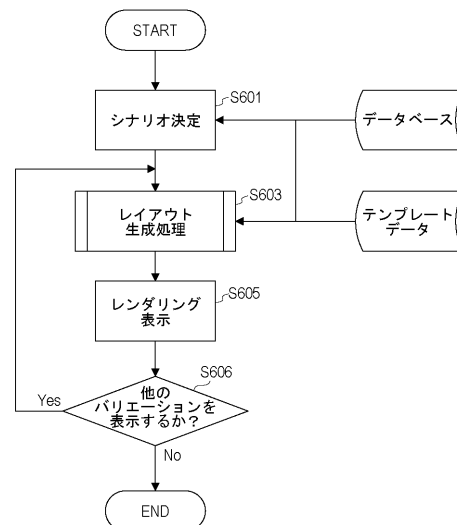 START
S601
シナリオ決定
データベース
S603
レイアウト
生成処理
テンプレート
データ
S605
レンダリング
表示
S606
他の
バリエーションを
表示するか？
Yes
No
END